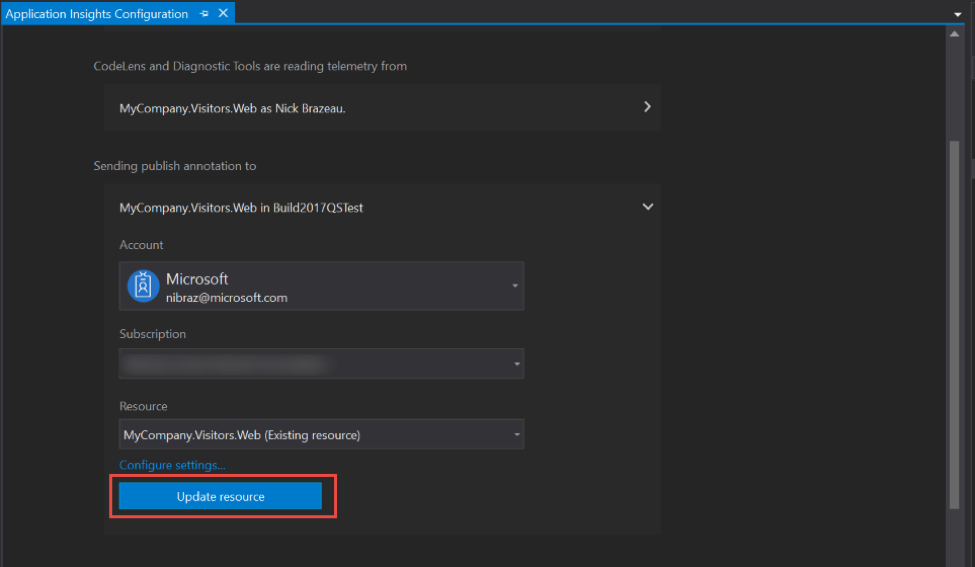 Application Insights Configuration
CodeLens and Diagnostic Tools are reading telemetry from
MyCompany.Visitors.Web as Nick Brazeau.
Sending publish annotation to
MyCompany.Visitors.Web in Build2017QSTest
Account
Microsoft
nibraz@microsoft.com
Subscription
Resource
MyCompany.Visitors.Web (Existing resource)
Configure settings...
Update resource